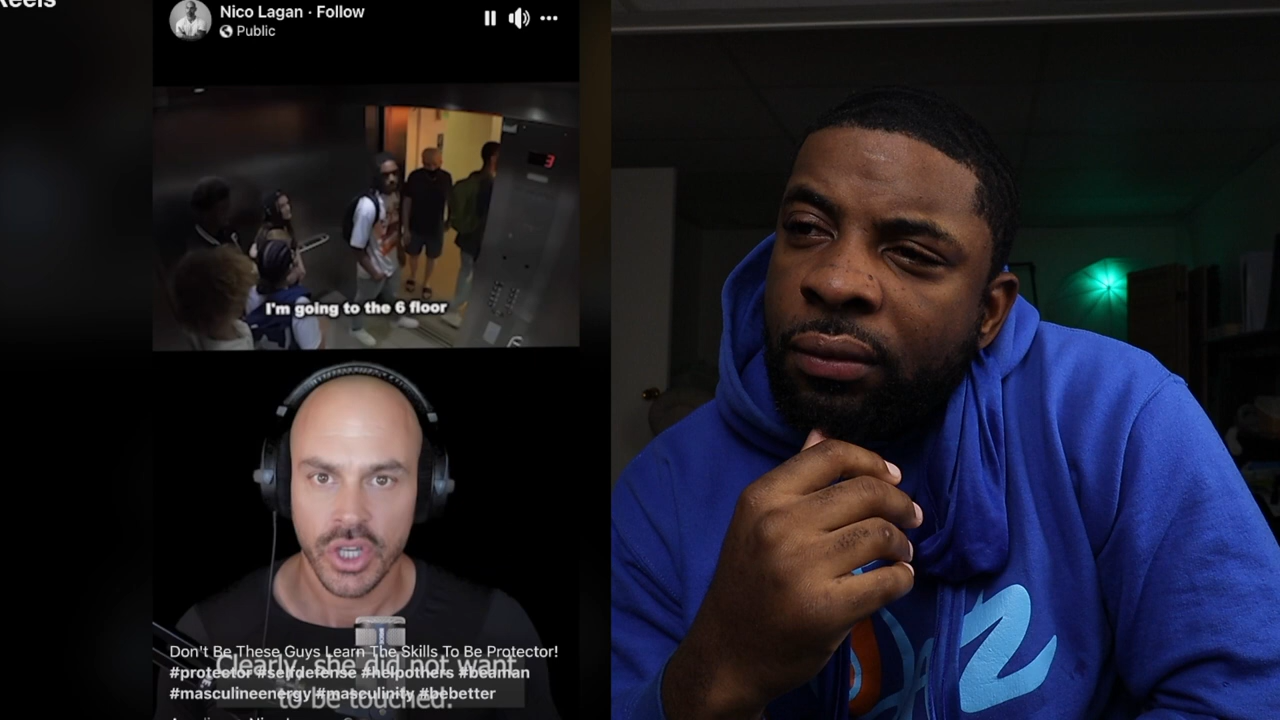 Reels
Nico Lagan · Follow
Public
3
I'm going to the 6 floor
Don't Be These Guys Learn The Skills To Be Protector!
Clearly, she did not want
#protector #selfdefense #helpothers #beaman
#masculineenergy #masculinity #bebetter
to be touched.